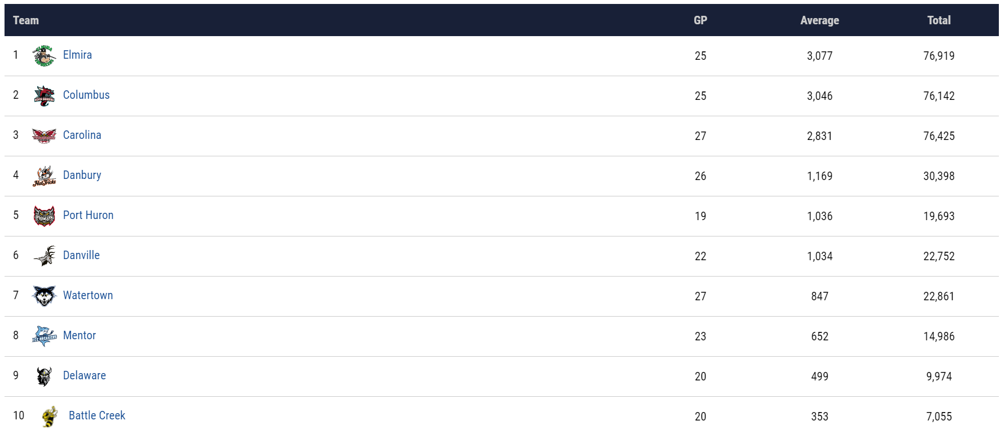 Team GP Average Total
1 Elmira 25 3,077 76,919
2 Columbus 25 3,046 76,142
3 Carolina 27 2,831 76,425
4 Hat Tricks Danbury 26 1,169 30,398
5 Port Huron 19 1,036 19,693
6 Danville 22 1,034 22,752
7 Watertown 27 847 22,861
8 Mentor 23 652 14,986
9 Delaware 20 499 9,974
10 Battle Creek 20 353 7,055